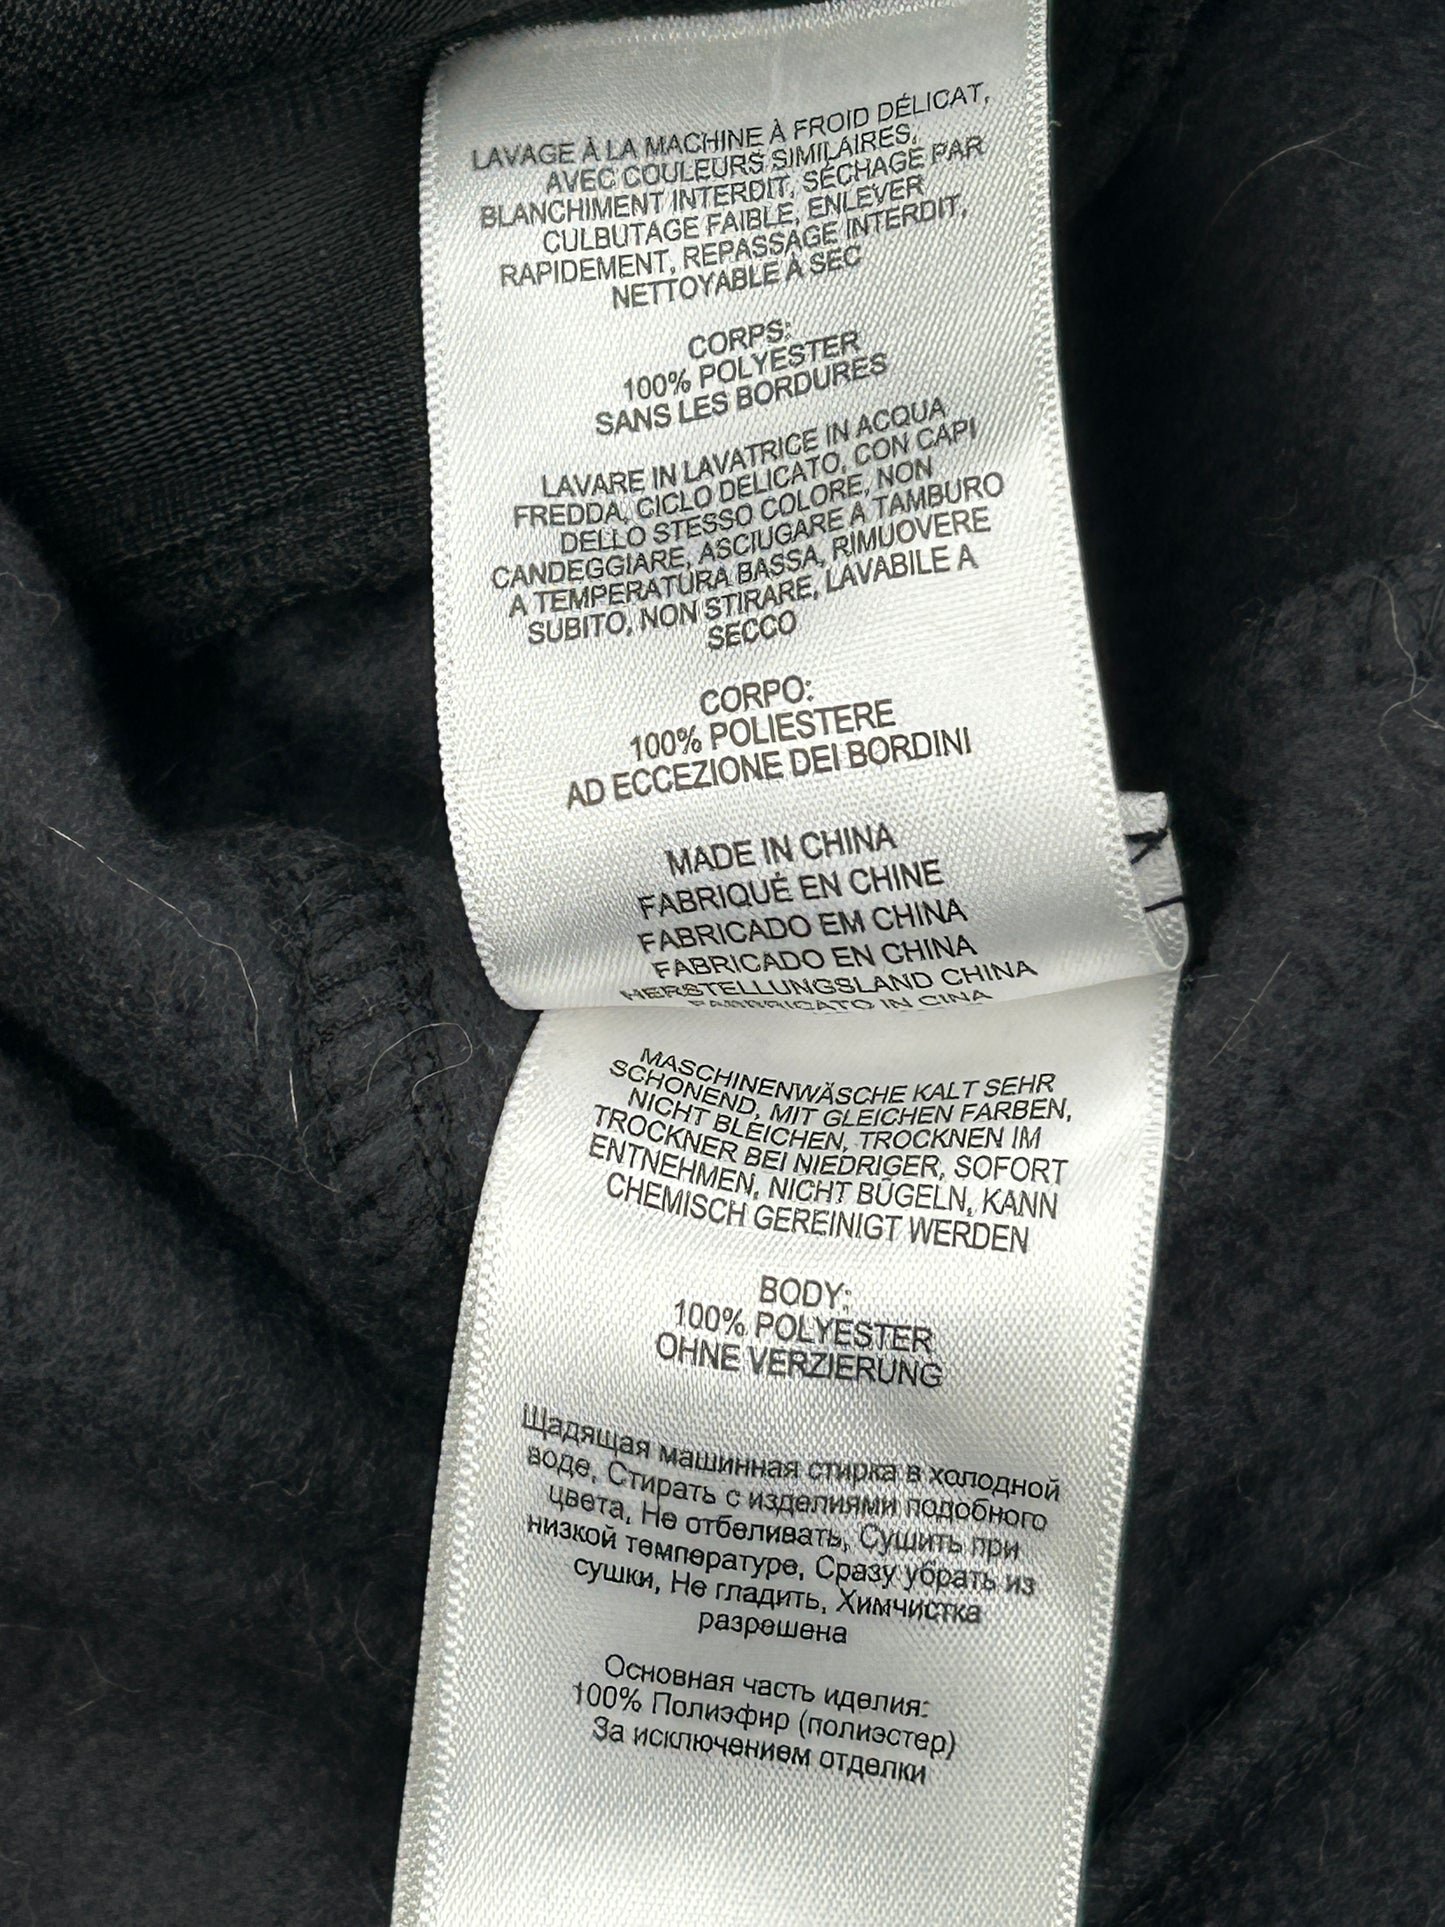 LAVAGE À LA MACHINE À FROID DÉLICAT,
AVEC COULEURS SIMILAIRES,
BLANCHIMENT INTERDIT, SÉCHAGE PAR
CULBUTAGE FAIBLE, ENLEVER
RAPIDEMENT, REPASSAGE INTERDIT,
NETTOYABLE À SEC
CORPS:
100% POLYESTER
SANS LES BORDURES
LAVARE IN LAVATRICE IN ACQUA
FREDDA, CICLO DELICATO, CON CAPI
DELLO STESSO COLORE, NON
CANDEGGIARE, ASCIUGARE A TAMBURO
A TEMPERATURA BASSA, RIMUOVERE
SUBITO, NON STIRARE, LAVABILE A
SECCO
CORPO:
100% POLIESTERE
AD ECCEZIONE DEI BORDINI
MADE IN CHINA
FABRIQUÉ EN CHINE
FABRICADO EM CHINA
FABRICADO EN CHINA
HERSTELLUNGSLAND CHINA
FABBRICATO IN CINA
MASCHINENWÄSCHE KALT SEHR
SCHONEND, MIT GLEICHEN FARBEN,
NICHT BLEICHEN, TROCKNEN IM
TROCKNER BEI NIEDRIGER, SOFORT
ENTNEHMEN, NICHT BÜGELN, KANN
CHEMISCH GEREINIGT WERDEN
BODY:
100% POLYESTER
OHNE VERZIERUNG
Щадящая машинная стирка в холодной
воде, Стирать с изделиями подобного
цвета, Не отбеливать, Сушить при
низкой температуре, Сразу убрать из
сушки, Не гладить, Химчистка
разрешена
Основная часть иделия:
100% Полиэфир (полиэстер)
За исключением отделки